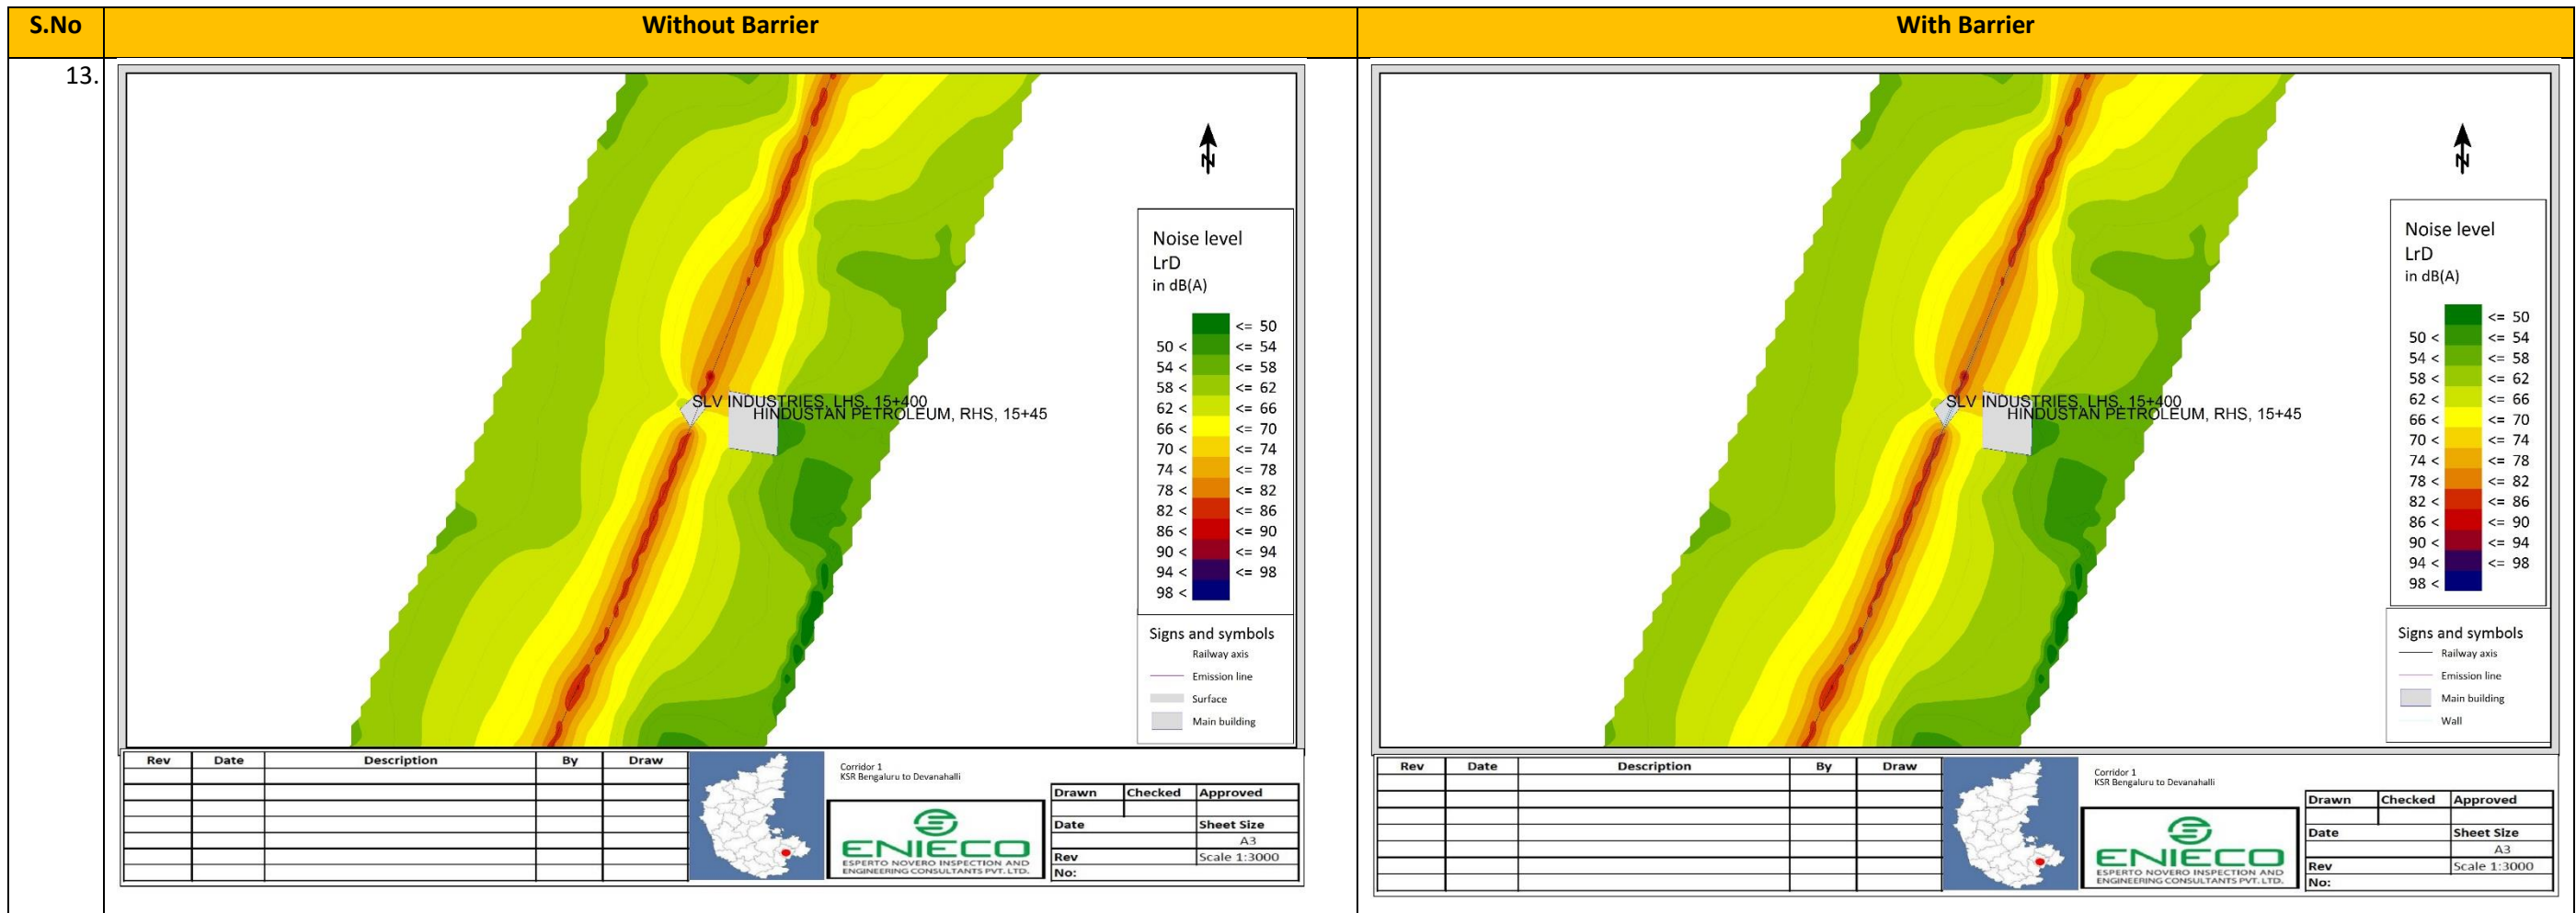 S.No Without Barrier With Barrier
13.
N
Noise level
LrD
in dB(A)
<= 50
50 < <= 54
54 < <= 58
58 < <= 62
62 < <= 66
66 < <= 70
70 < <= 74
74 < <= 78
78 < <= 82
82 < <= 86
86 < <= 90
90 < <= 94
94 < <= 98
98 <
SLV INDUSTRIES, LHS, 15+400
HINDUSTAN PETROLEUM, RHS, 15+45
Signs and symbols
Railway axis
Emission line
Surface
Main building
Rev Date Description By Draw
Corridor 1
KSR Bengaluru to Devanahalli
ENIECO
ESPERTO NOVERO INSPECTION AND
ENGINEERING CONSULTANTS PVT. LTD.
Drawn Checked Approved
Date Sheet Size
A3
Rev Scale 1:3000
No:
N
Noise level
LrD
in dB(A)
<= 50
50 < <= 54
54 < <= 58
58 < <= 62
62 < <= 66
66 < <= 70
70 < <= 74
74 < <= 78
78 < <= 82
82 < <= 86
86 < <= 90
90 < <= 94
94 < <= 98
98 <
SLV INDUSTRIES, LHS, 15+400
HINDUSTAN PETROLEUM, RHS, 15+45
Signs and symbols
Railway axis
Emission line
Main building
Wall
Rev Date Description By Draw
Corridor 1
KSR Bengaluru to Devanahalli
ENIECO
ESPERTO NOVERO INSPECTION AND
ENGINEERING CONSULTANTS PVT. LTD.
Drawn Checked Approved
Date Sheet Size
A3
Rev Scale 1:3000
No: